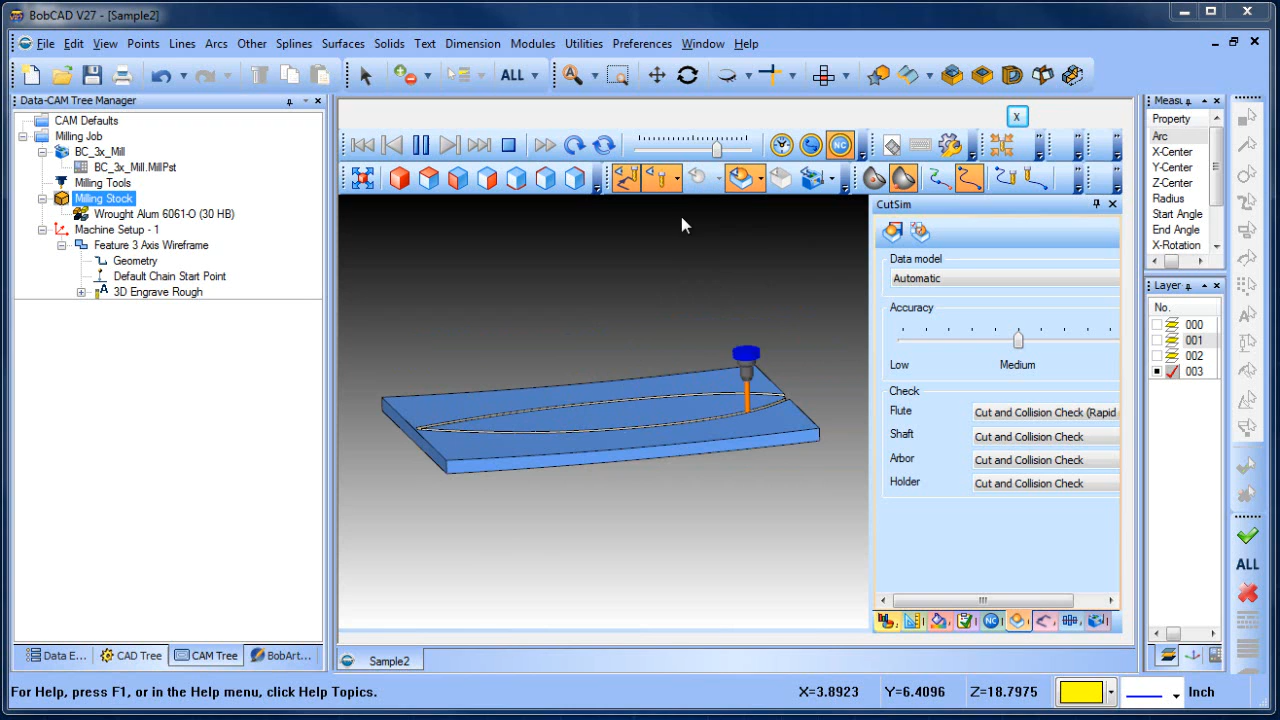 BobCAD V27 - [Sample2]
File Edit View Points Lines Arcs Other Splines Surfaces Solids Text Dimension Modules Utilities Preferences Window Help
ALL
Data-CAM Tree Manager
CAM Defaults
Milling Job
BC_3x_Mill
BC_3x_Mill.MillPst
Milling Tools
Milling Stock
Wrought Alum 6061-O (30 HB)
Machine Setup - 1
Feature 3 Axis Wireframe
Geometry
Default Chain Start Point
3D Engrave Rough
Data E...
CAD Tree
CAM Tree
BobArt...
X
NC
CutSim
Data model
Automatic
Accuracy
Low
Medium
Check
Flute
Cut and Collision Check (Rapid
Shaft
Cut and Collision Check
Arbor
Cut and Collision Check
Holder
Cut and Collision Check
NC
Sample2
Measu
Property
Arc
X-Center
Y-Center
Z-Center
Radius
Start Angle
End Angle
X-Rotation
Layer
No.
000
001
002
003
ALL
For Help, press F1, or in the Help menu, click Help Topics.
X=3.8923
Y=6.4096
Z=18.7975
Inch